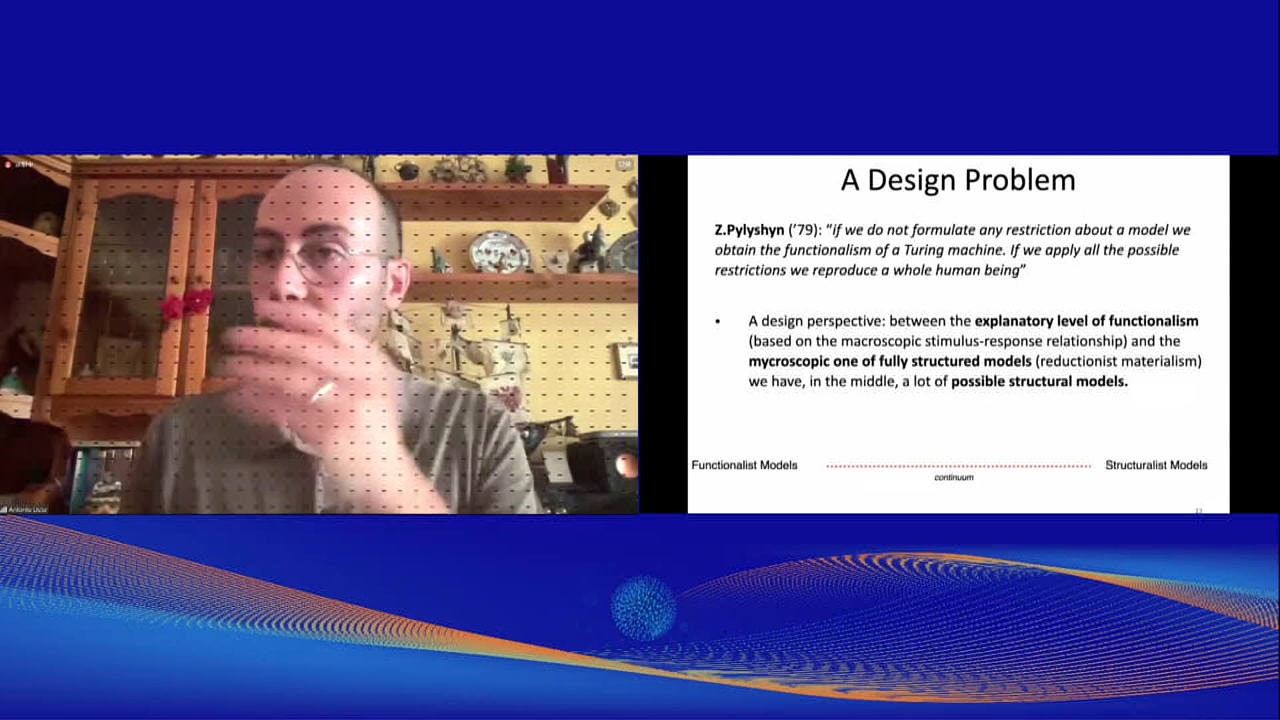 A Design Problem
Z.Pylyshyn ('79): "if we do not formulate any restriction about a model we
obtain the functionalism of a Turing machine. If we apply all the possible
restrictions we reproduce a whole human being"
• A design perspective: between the explanatory level of functionalism
(based on the macroscopic stimulus-response relationship) and the
mycroscopic one of fully structured models (reductionist materialism)
we have, in the middle, a lot of possible structural models.
Functionalist Models
Structuralist Models
continuum